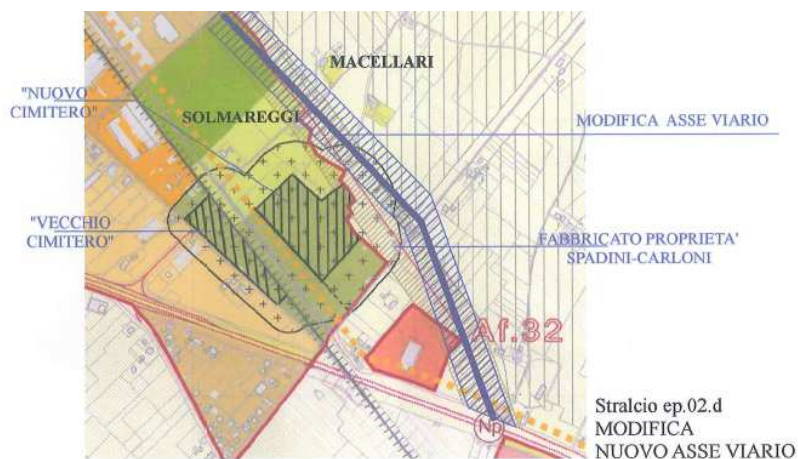 MACELLARI
"NUOVO
CIMITERO"
SOLMAREGGI
MODIFICA ASSE VIARIO
"VECCHIO
CIMITERO"
FABBRICATO PROPRIETA'
SPADINI-CARLONI
Af.32
Np
Stralcio ep.02.d
MODIFICA
NUOVO ASSE VIARIO